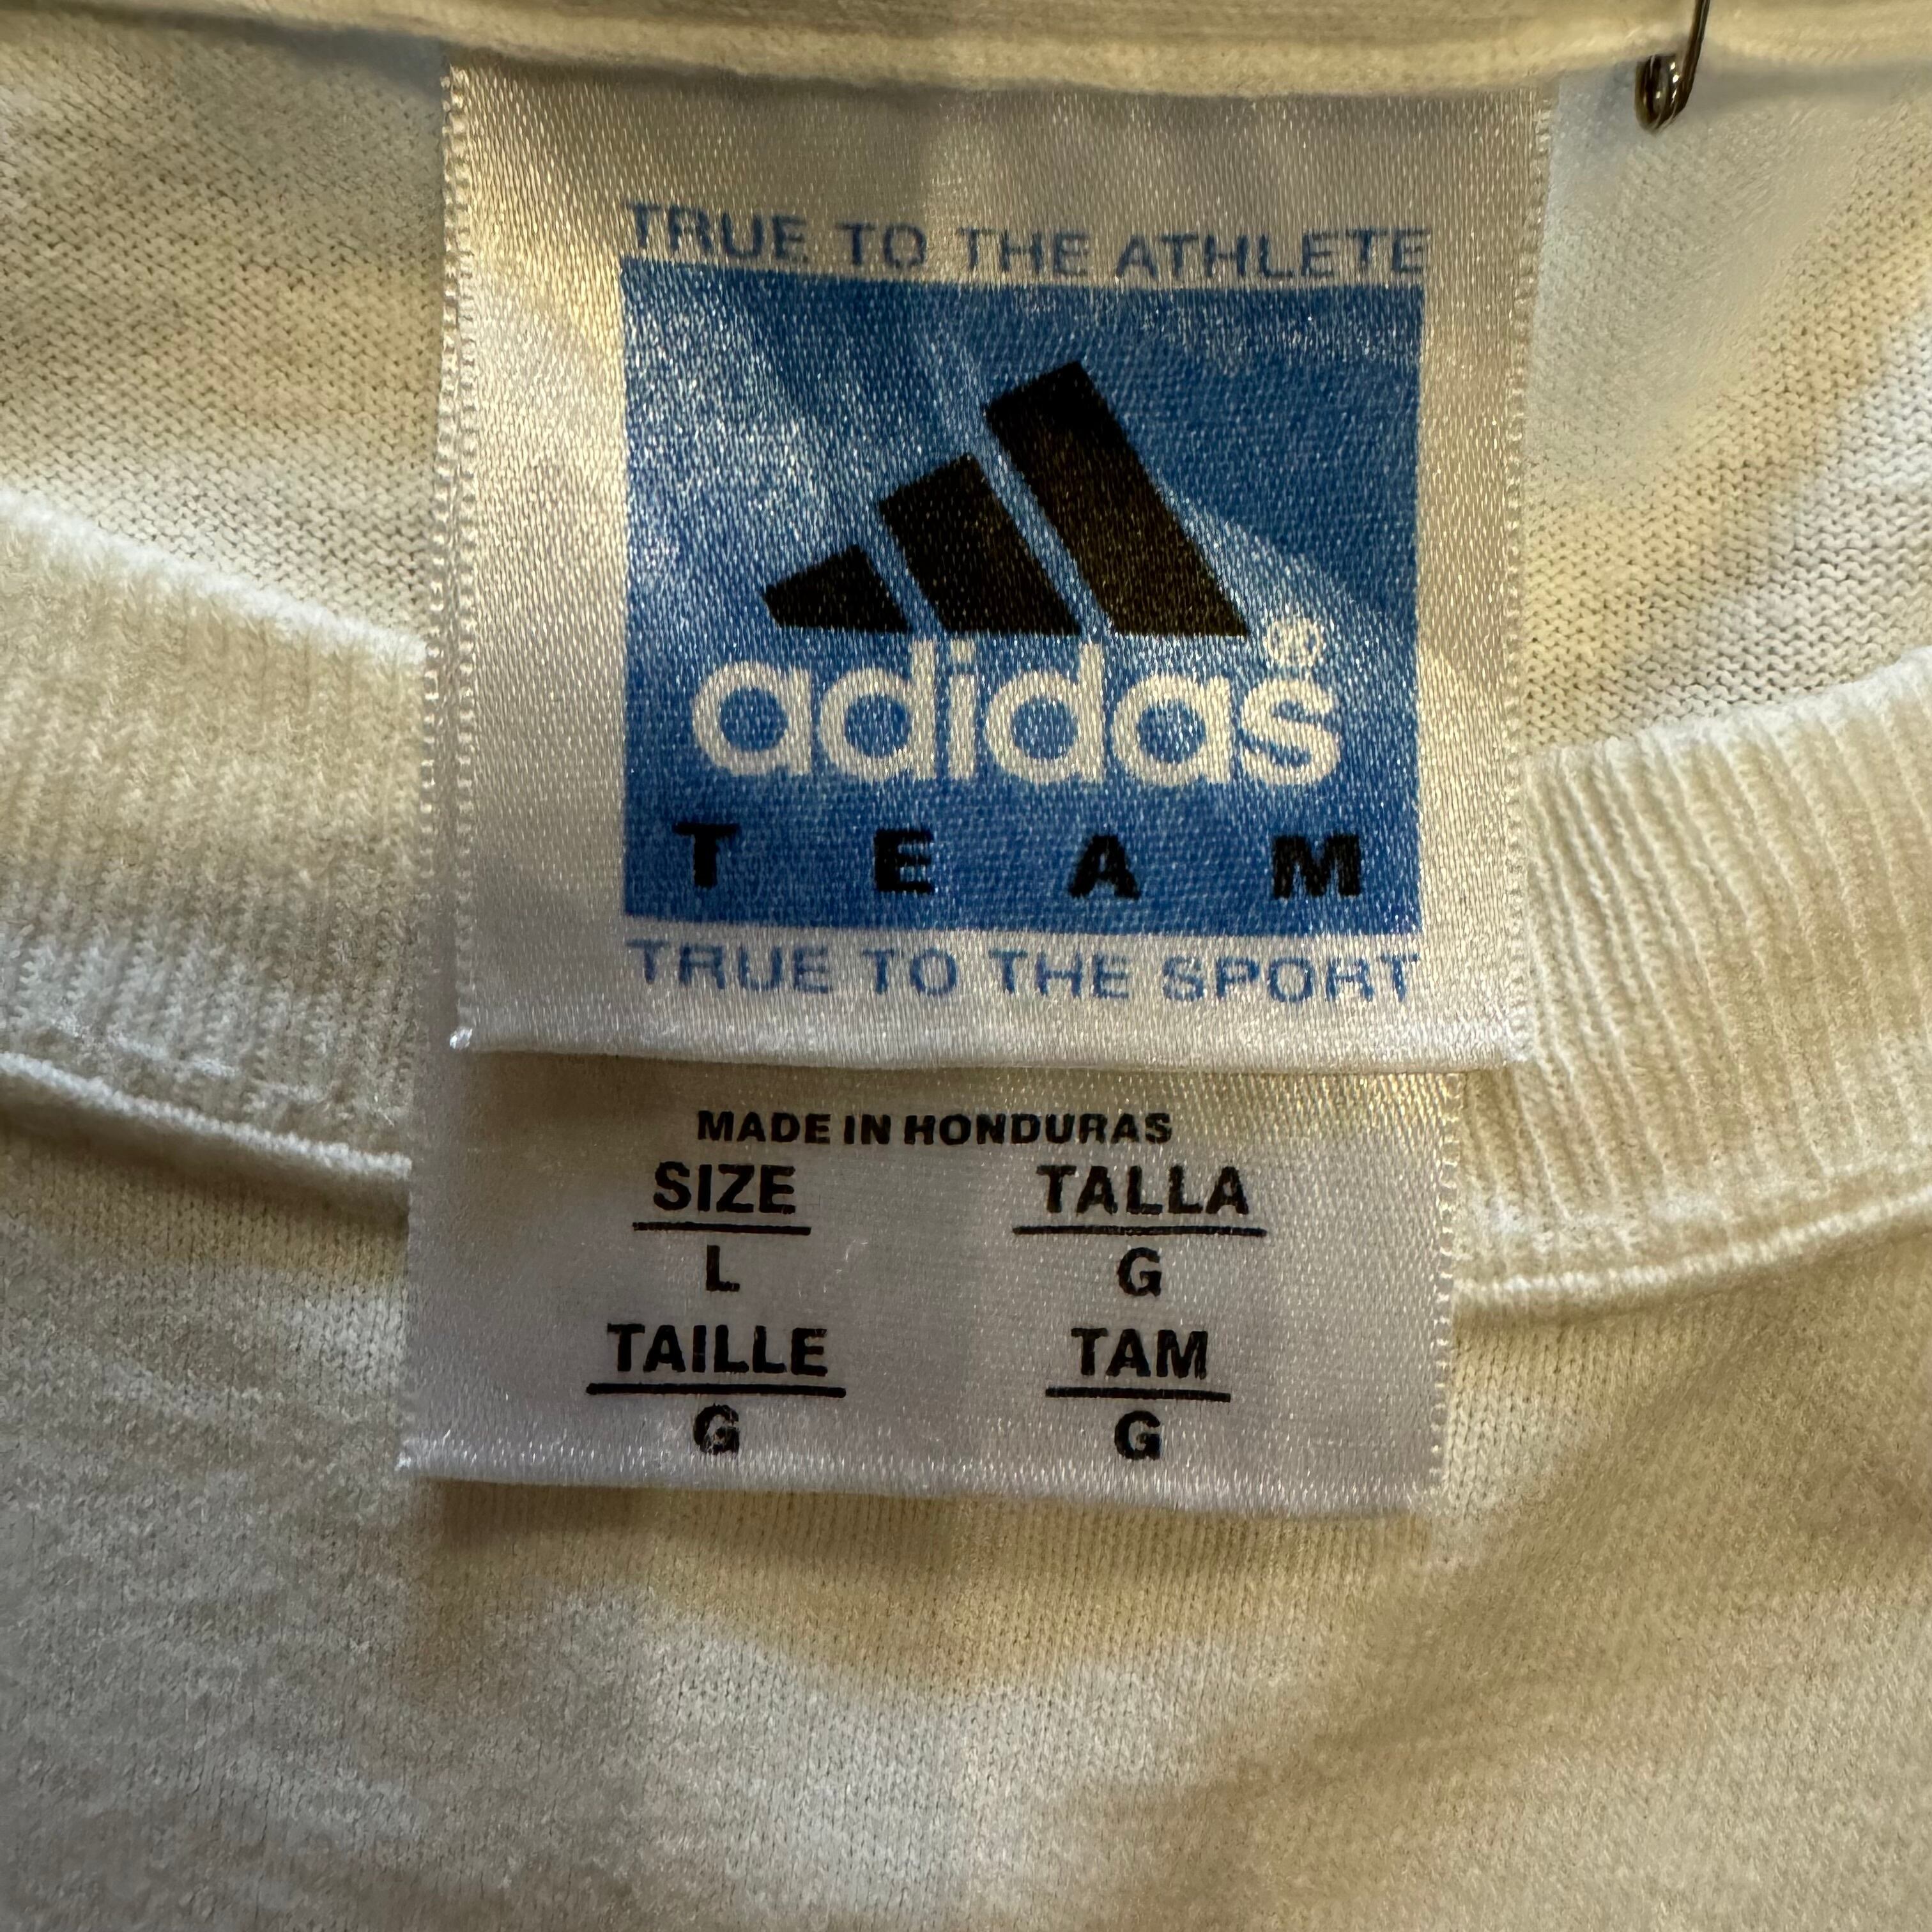 TRUE TO THE ATHLETE
adidas®
TEAM
TRUE TO THE SPORT
MADE IN HONDURAS
SIZE TALLA
L G
TAILLE TAM
G G